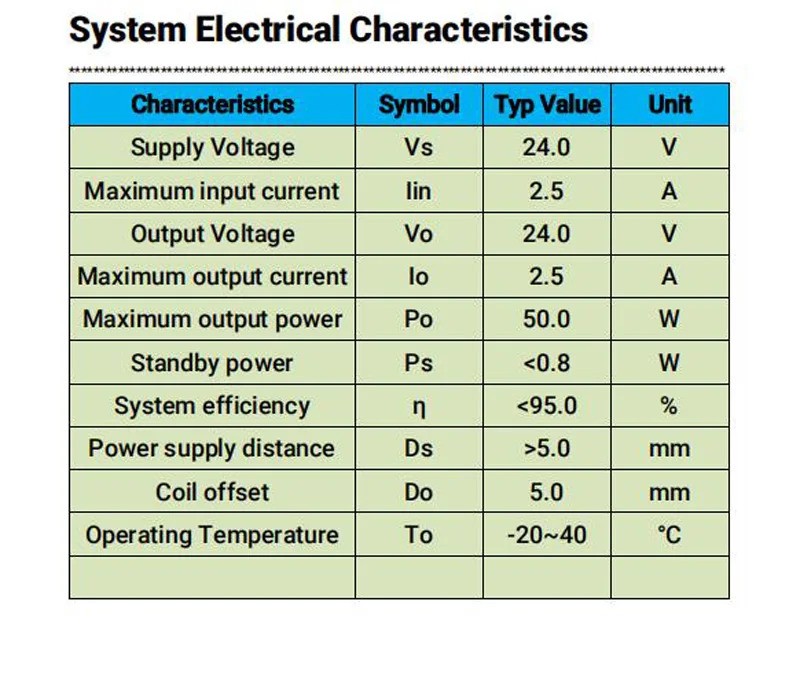 System Electrical Characteristics
************************************************************************************************************
Characteristics Symbol Typ Value Unit
Supply Voltage Vs 24.0 V
Maximum input current Iin 2.5 A
Output Voltage Vo 24.0 V
Maximum output current Io 2.5 A
Maximum output power Po 50.0 W
Standby power Ps <0.8 W
System efficiency η <95.0 %
Power supply distance Ds >5.0 mm
Coil offset Do 5.0 mm
Operating Temperature To -20~40 °C